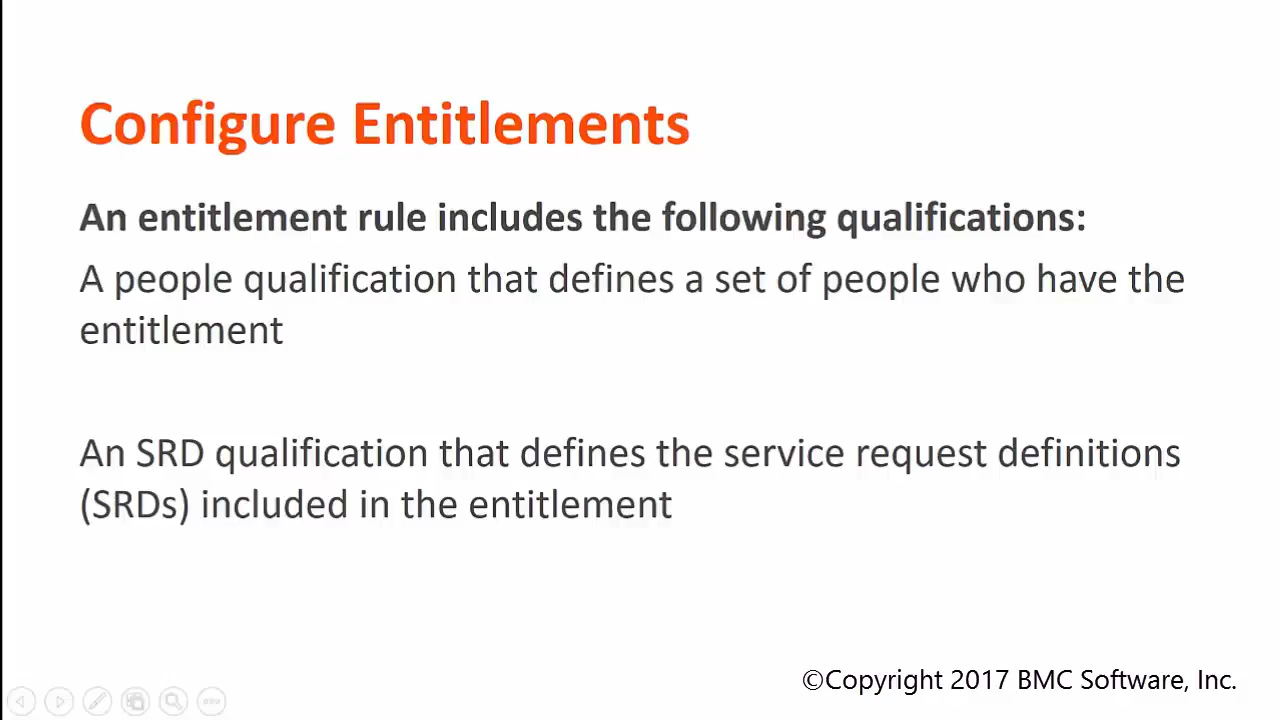 Configure Entitlements
An entitlement rule includes the following qualifications:
A people qualification that defines a set of people who have the
entitlement
An SRD qualification that defines the service request definitions
(SRDs) included in the entitlement
©Copyright 2017 BMC Software, Inc.